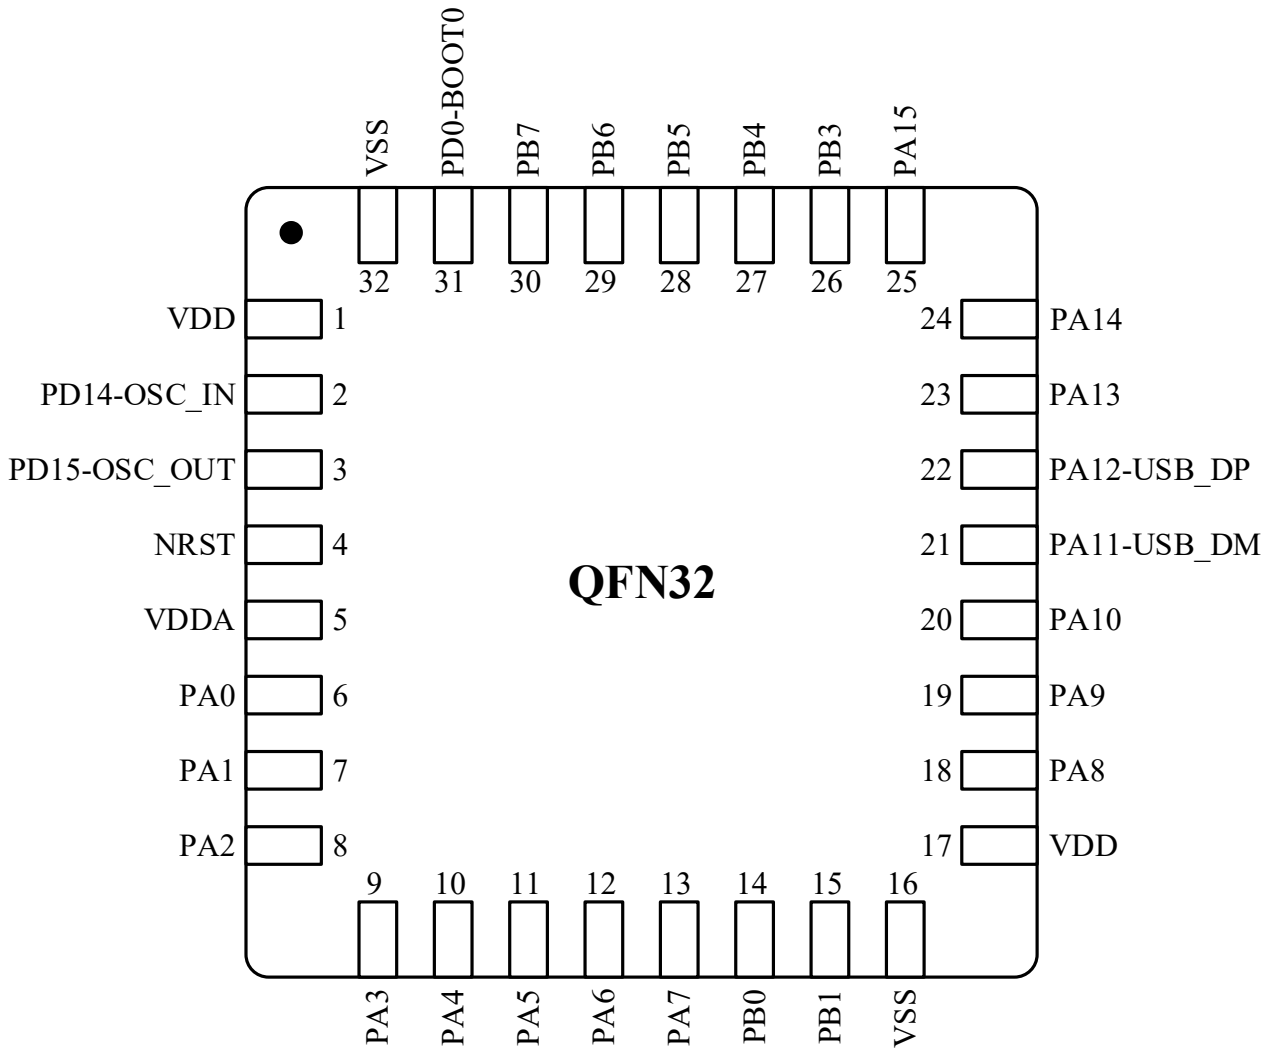 VSS
PD0-BOOT0
PB7
PB6
PB5
PB4
PB3
PA15
32 31 30 29 28 27 26 25
VDD 1
24 PA14
PD14-OSC_IN 2
23 PA13
PD15-OSC_OUT 3
22 PA12-USB_DP
NRST 4
21 PA11-USB_DM
QFN32
VDDA 5
20 PA10
PA0 6
19 PA9
PA1 7
18 PA8
PA2 8
17 VDD
9 10 11 12 13 14 15 16
PA3
PA4
PA5
PA6
PA7
PB0
PB1
VSS